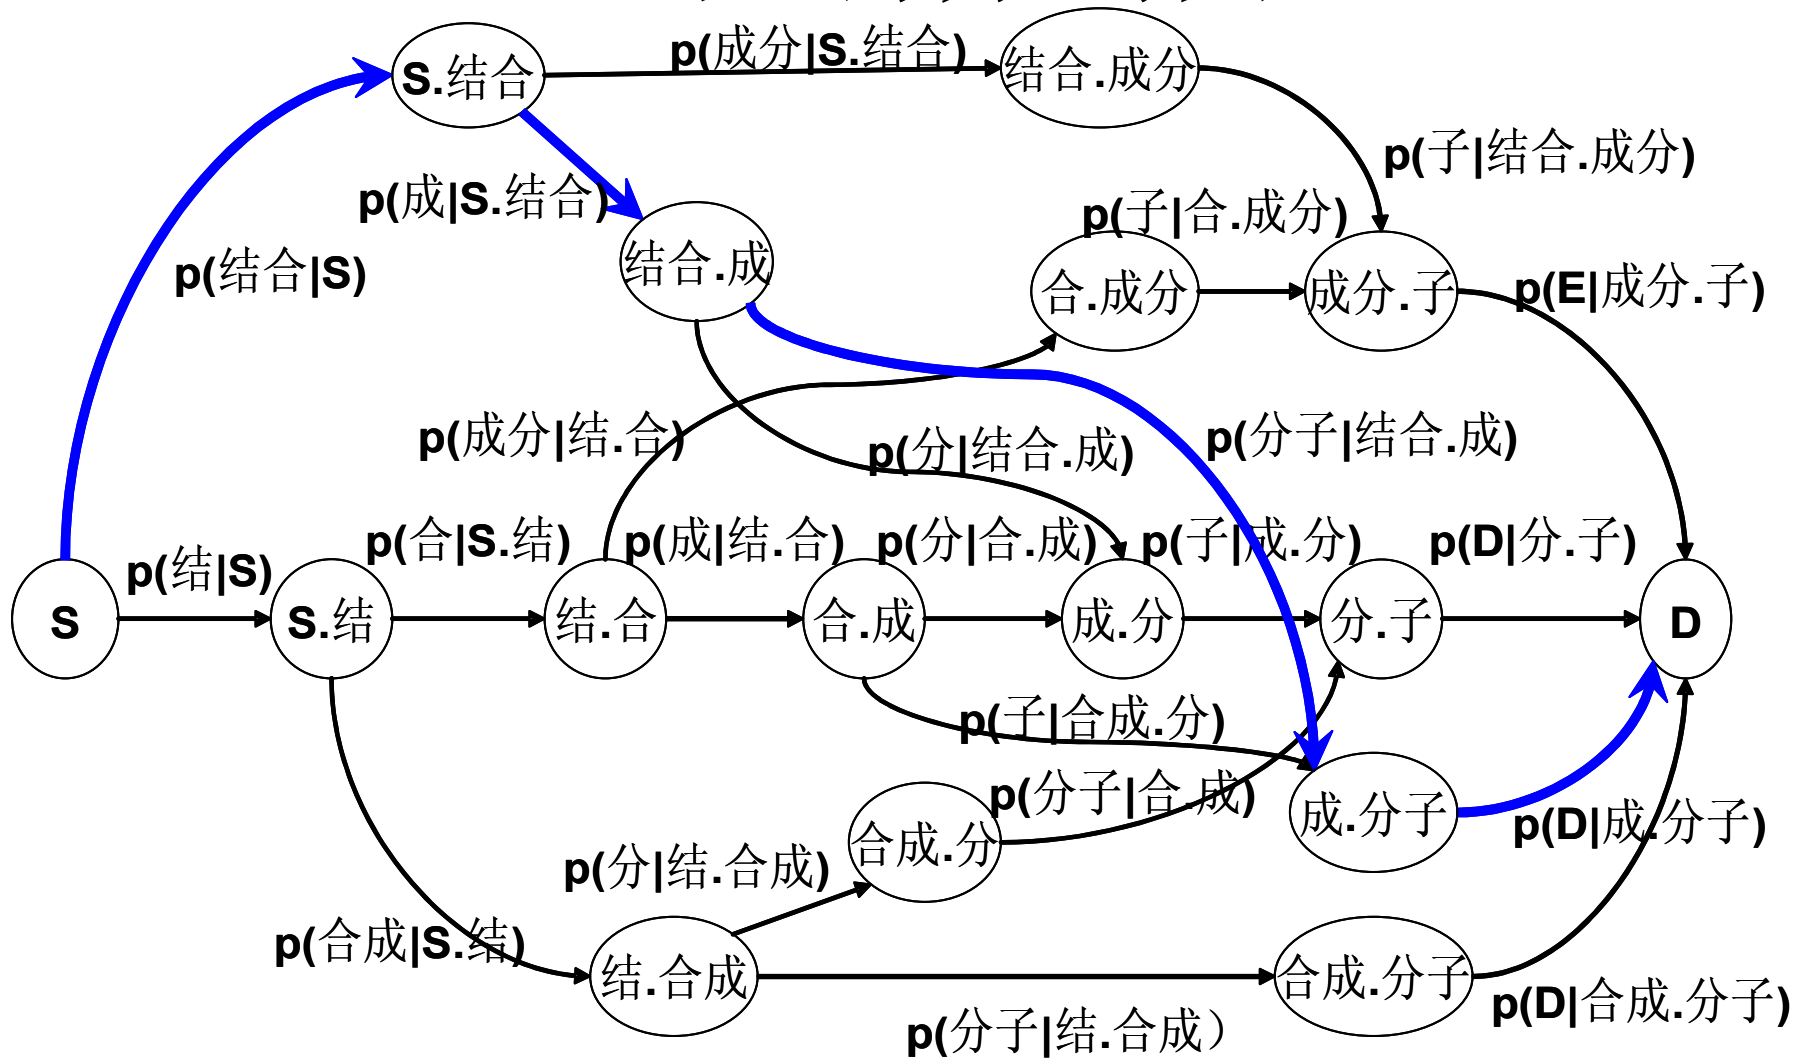 p(成分|S.结合)
S.结合
结合.成分
p(子|结合.成分)
p(成|S.结合)
p(子|合.成分)
p(结合|S)
结合.成
合.成分
成分.子
p(E|成分.子)
p(成分|结.合)
p(分|结合.成)
p(分子|结合.成)
p(结|S)
p(合|S.结)
p(成|结.合)
p(分|合.成)
p(子|成.分)
p(D|分.子)
S
S.结
结.合
合.成
成.分
分.子
D
p(子|合成.分)
p(分子|合.成)
成.分子
p(D|成.分子)
合成.分
p(分|结.合成)
p(合成|S.结)
结.合成
合成.分子
p(D|合成.分子)
p(分子|结.合成）